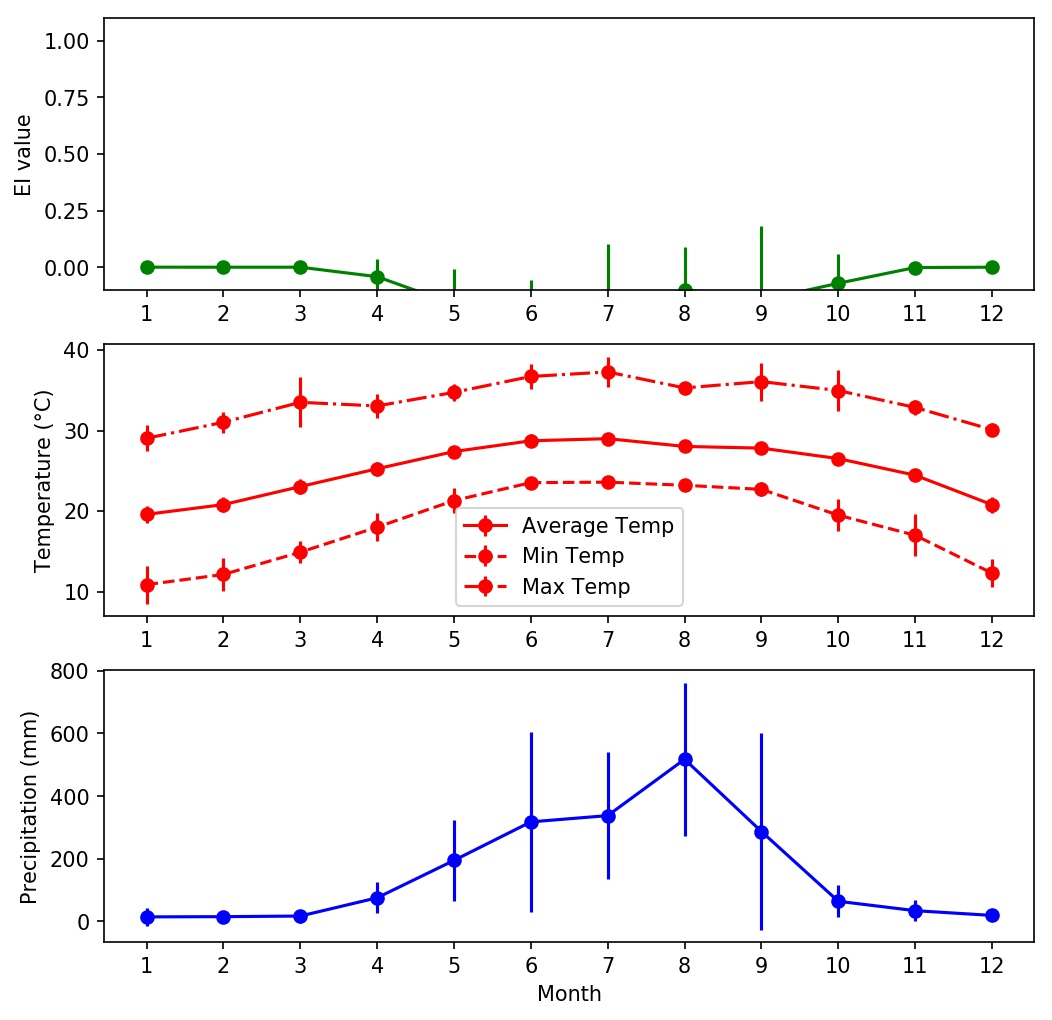 EI value
1.00
0.75
0.50
0.25
0.00
1 2 3 4 5 6 7 8 9 10 11 12
Temperature (°C)
40
30
20
10
Average Temp
Min Temp
Max Temp
1 2 3 4 5 6 7 8 9 10 11 12
Precipitation (mm)
800
600
400
200
0
1 2 3 4 5 6 7 8 9 10 11 12
Month